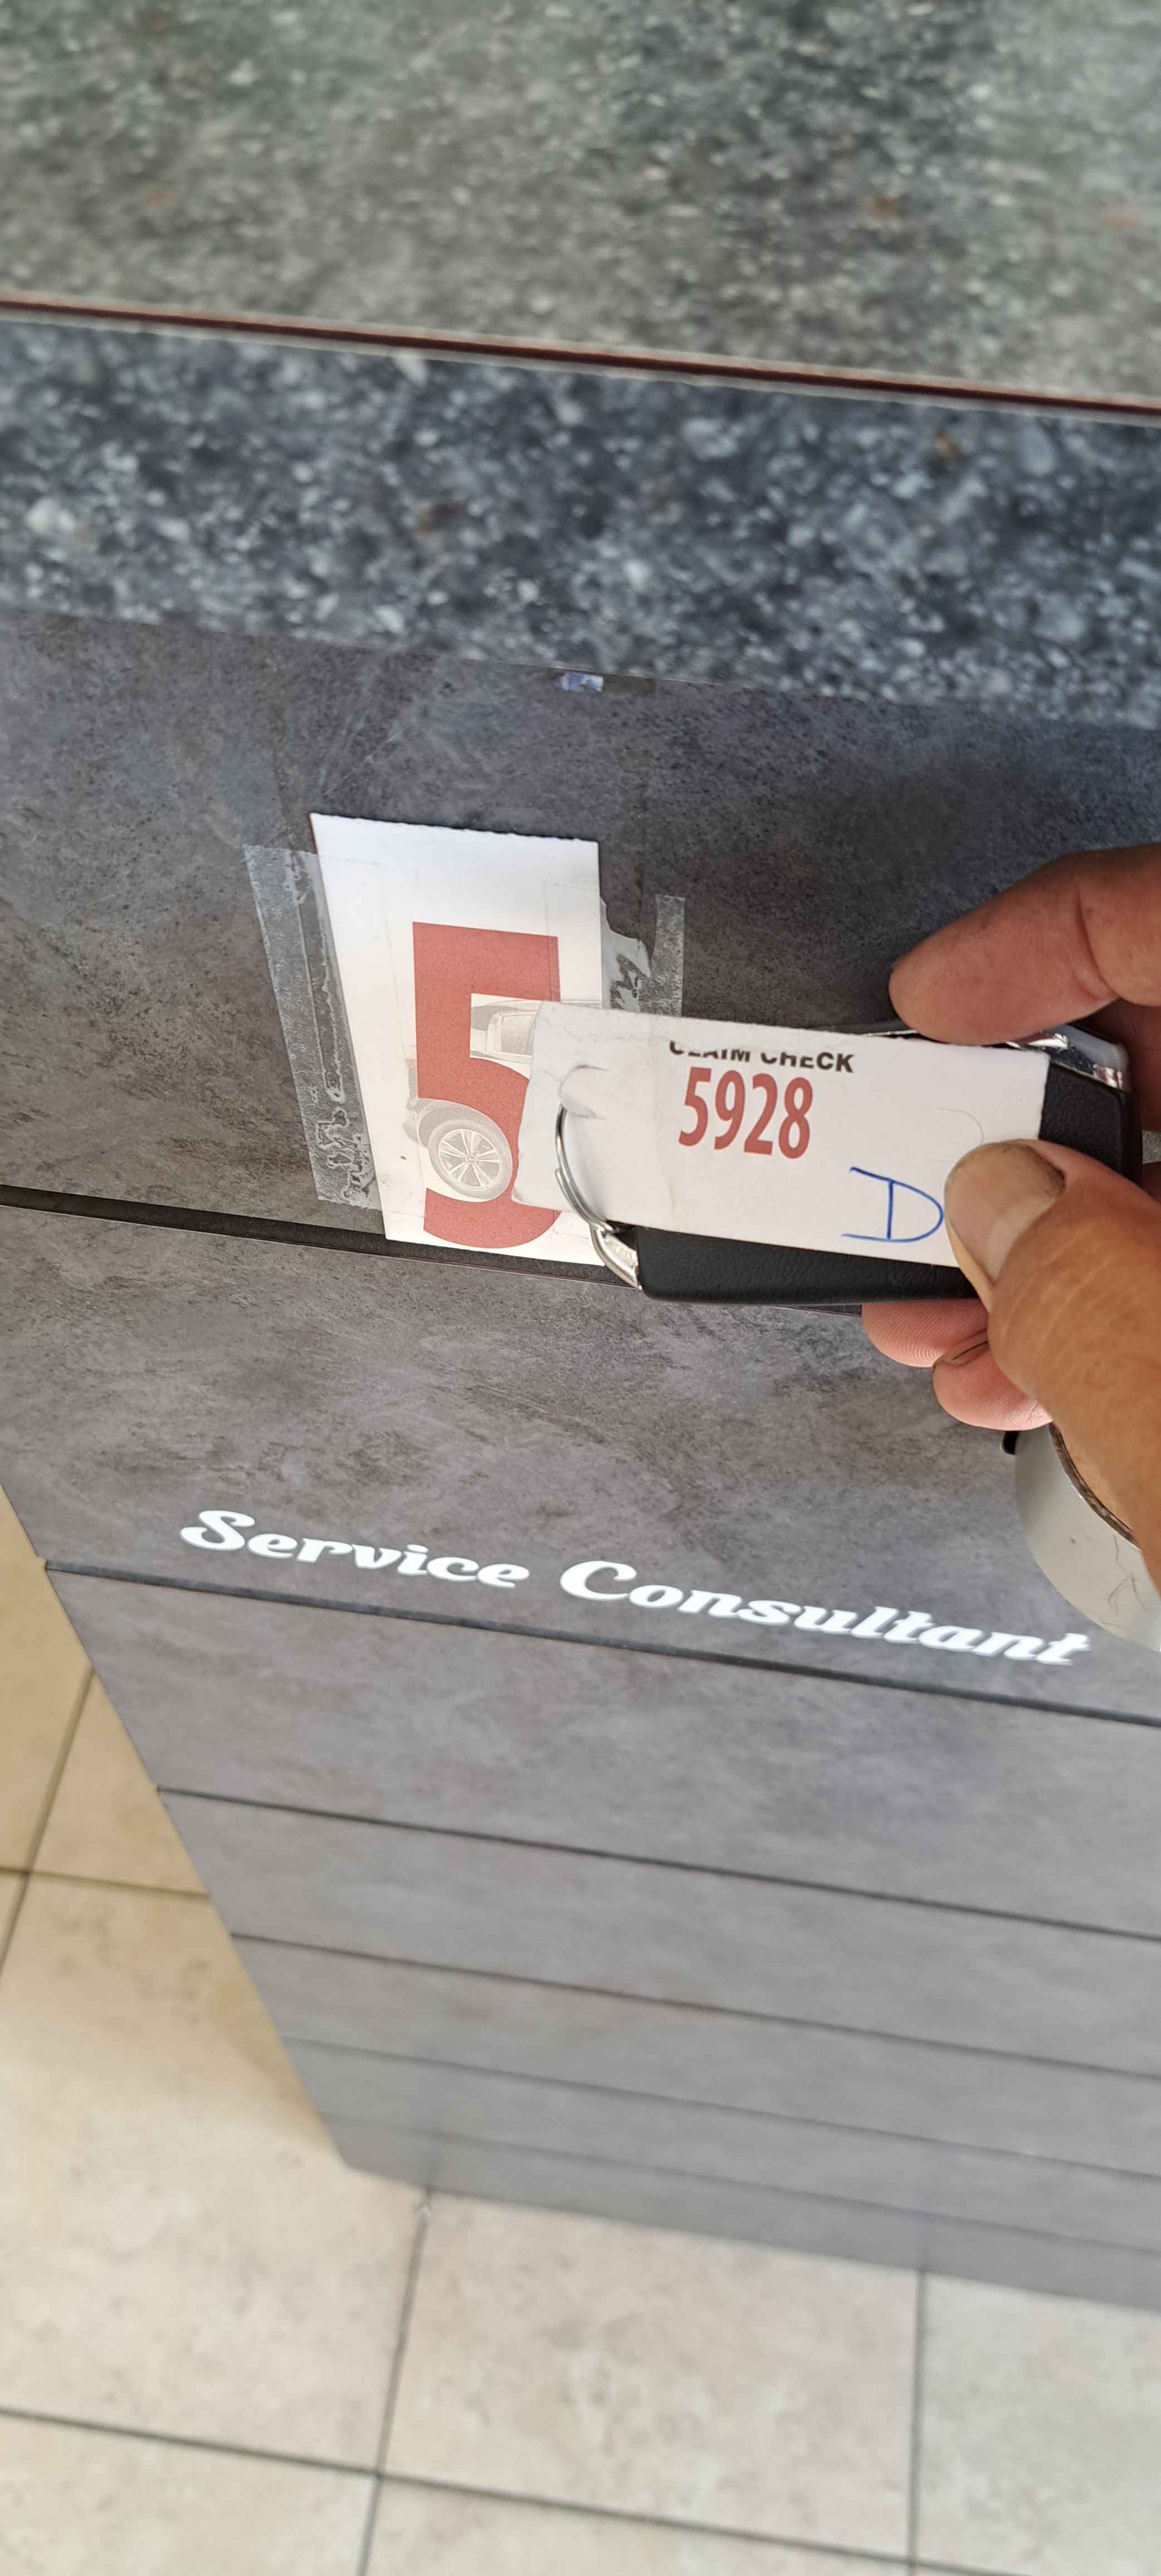 5
CLAIM CHECK
5928
D
Service Consultant